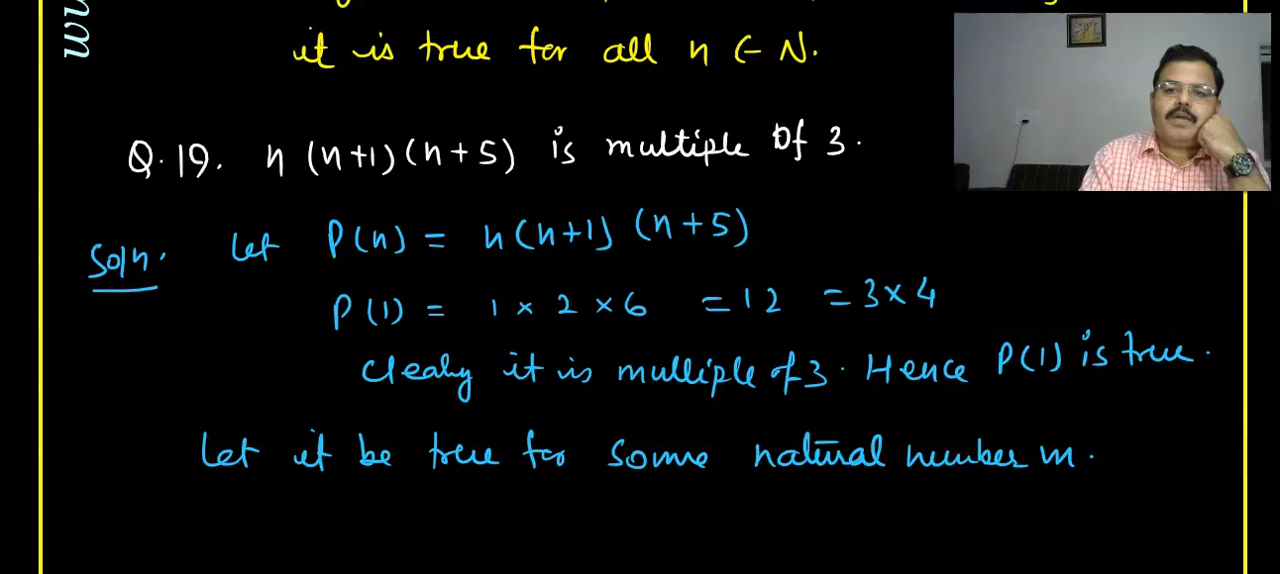 it is true for all n ∈ N.
Q.19. n (n+1)(n+5) is multiple of 3.
Soln. Let P(n) = n(n+1) (n+5)
P(1) = 1 × 2 × 6 = 12 = 3×4
Clearly it is multiple of 3. Hence P(1) is true.
Let it be true for some natural number m.